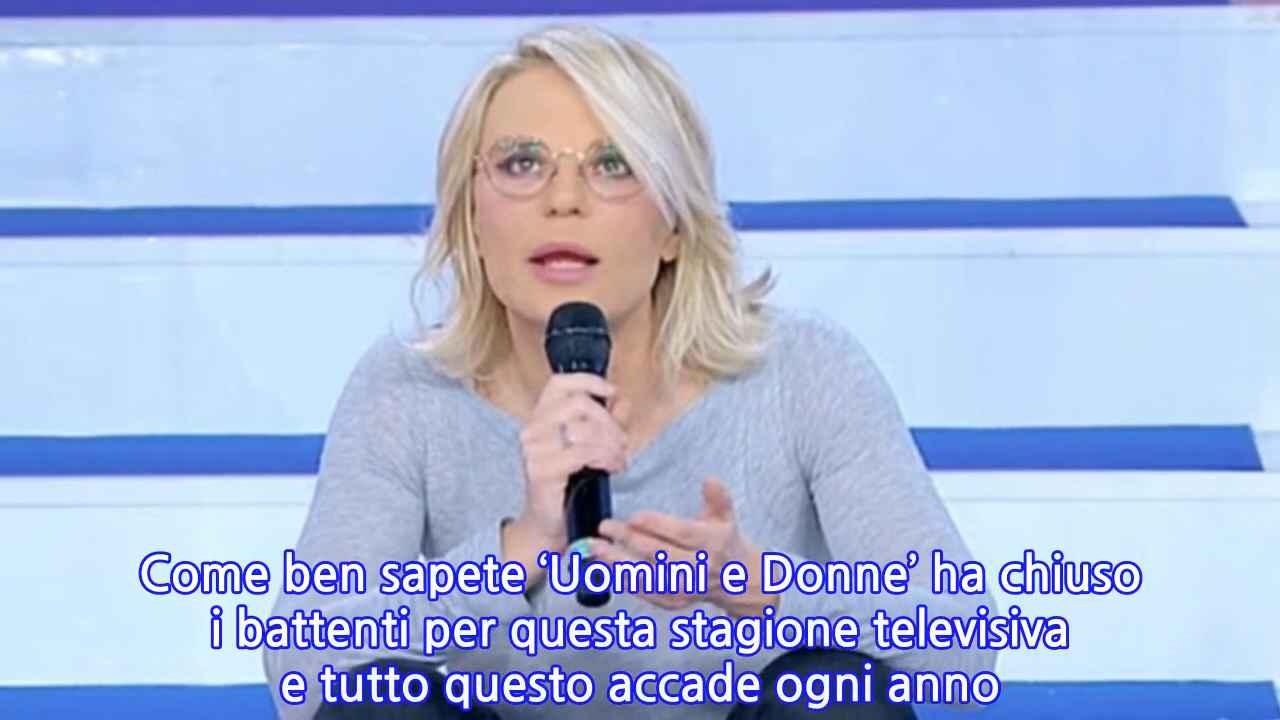 Come ben sapete ‘Uomini e Donne’ ha chiuso
i battenti per questa stagione televisiva
e tutto questo accade ogni anno